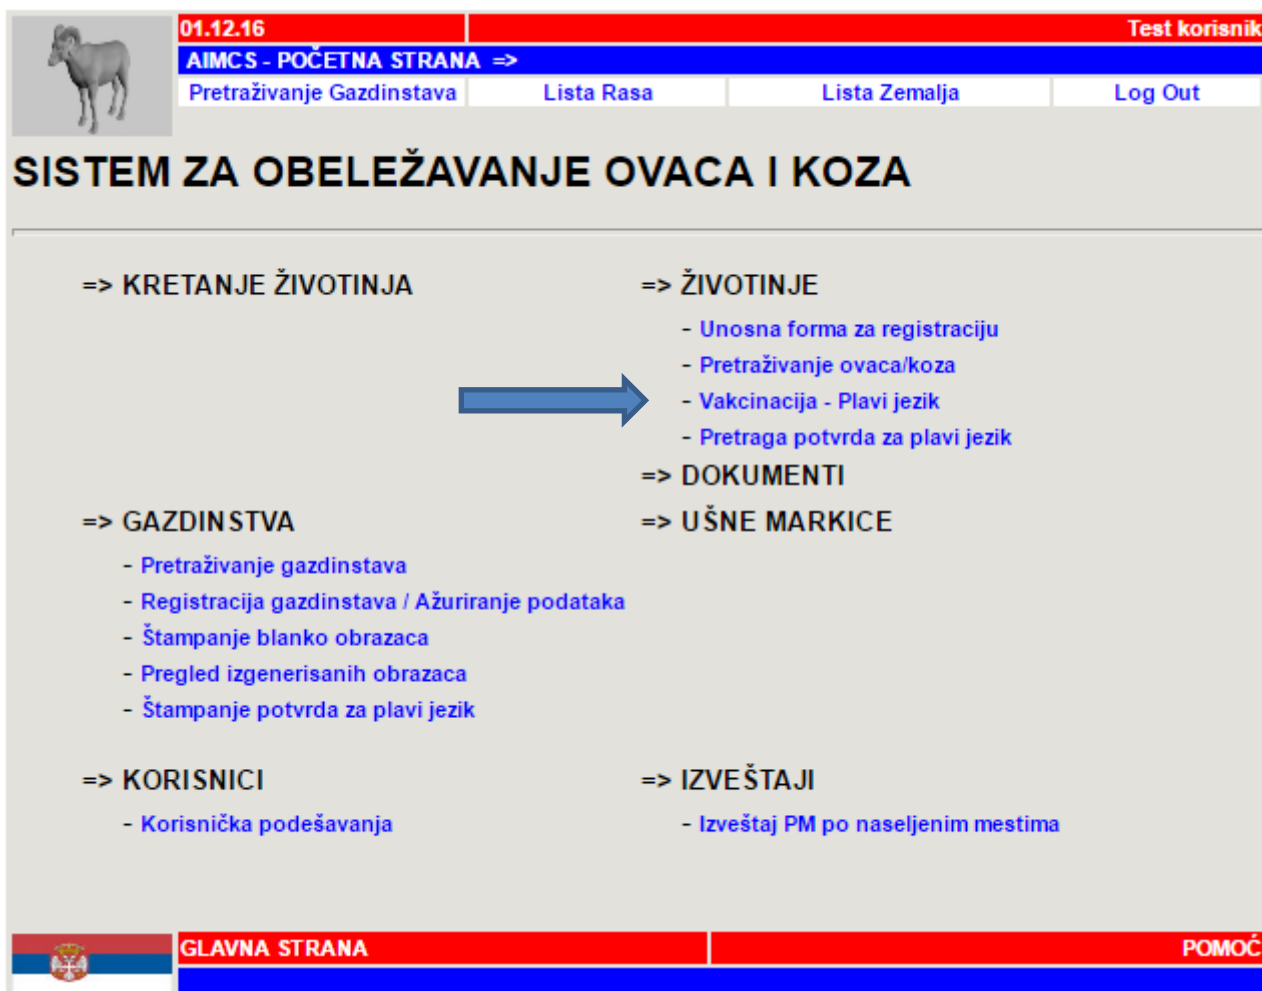 01.12.16
Test korisnik
AIMCS - POČETNA STRANA =>
Pretraživanje Gazdinstava
Lista Rasa
Lista Zemalja
Log Out
SISTEM ZA OBELEŽAVANJE OVACA I KOZA
=> KRETANJE ŽIVOTINJA
=> ŽIVOTINJE
- Unosna forma za registraciju
- Pretraživanje ovaca/koza
- Vakcinacija - Plavi jezik
- Pretraga potvrda za plavi jezik
=> DOKUMENTI
=> GAZDINSTVA
=> UŠNE MARKICE
- Pretraživanje gazdinstava
- Registracija gazdinstava / Ažuriranje podataka
- Štampanje blanko obrazaca
- Pregled izgenerisanih obrazaca
- Štampanje potvrda za plavi jezik
=> KORISNICI
=> IZVEŠTAJI
- Korisnička podešavanja
- Izveštaj PM po naseljenim mestima
GLAVNA STRANA
POMOĆ